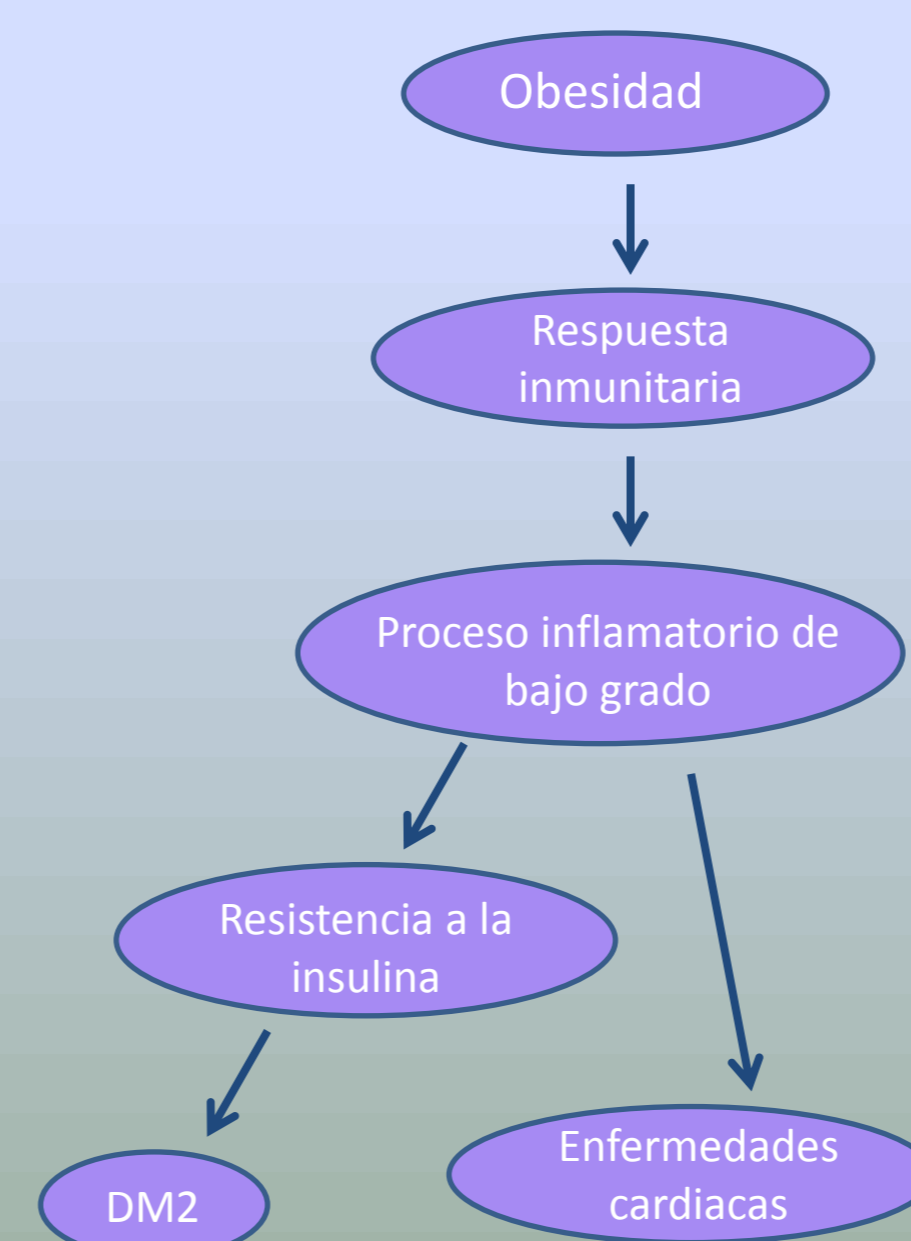 Obesidad
Respuesta
inmunitaria
Proceso inflamatorio de
bajo grado
Resistencia a la
insulina
Enfermedades
cardiacas
DM2